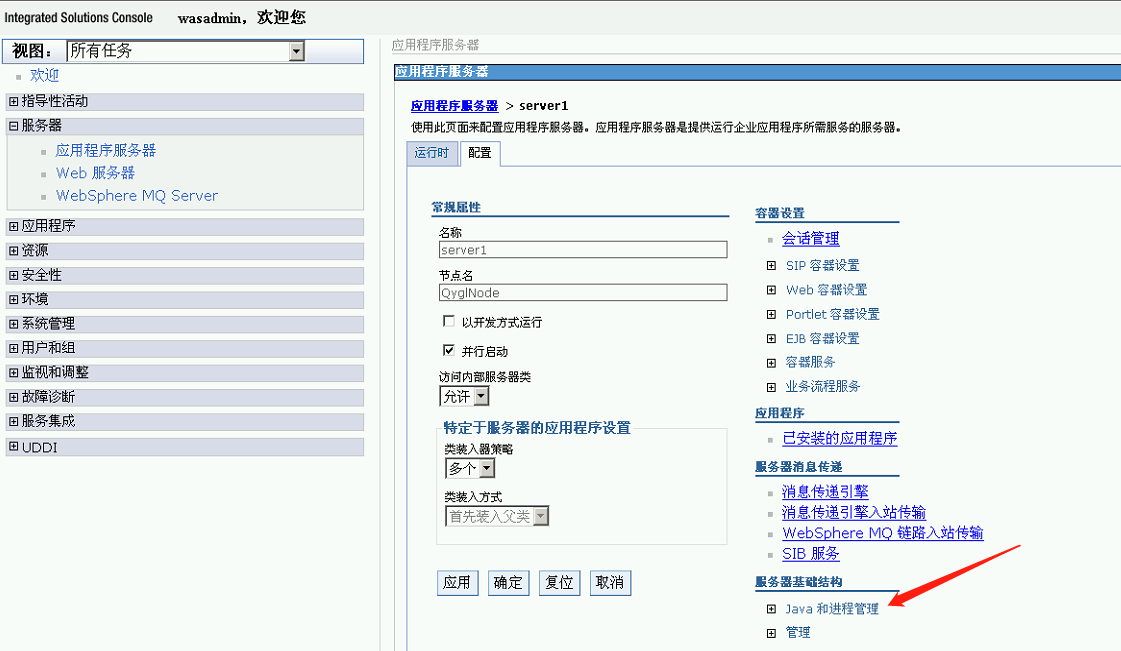 Integrated Solutions Console wasadmin，欢迎您
视图： 所有任务
欢迎
指导性活动
服务器
应用程序服务器
Web 服务器
WebSphere MQ Server
应用程序
资源
安全性
环境
系统管理
用户和组
监视和调整
故障诊断
服务集成
UDDI
应用程序服务器
应用程序服务器
应用程序服务器 > server1
使用此页面来配置应用程序服务器。应用程序服务器是提供运行企业应用程序所需服务的服务器。
运行时 配置
常规属性
名称
server1
节点名
QyglNode
以开发方式运行
并行启动
访问内部服务器类
允许
特定于服务器的应用程序设置
类装入器策略
多个
类装入方式
首先装入父类
应用 确定 复位 取消
容器设置
会话管理
SIP 容器设置
Web 容器设置
Portlet 容器设置
EJB 容器设置
容器服务
业务流程服务
应用程序
已安装的应用程序
服务器消息传递
消息传递引擎
消息传递引擎入站传输
WebSphere MQ 链路入站传输
SIB 服务
服务器基础结构
Java 和进程管理
管理